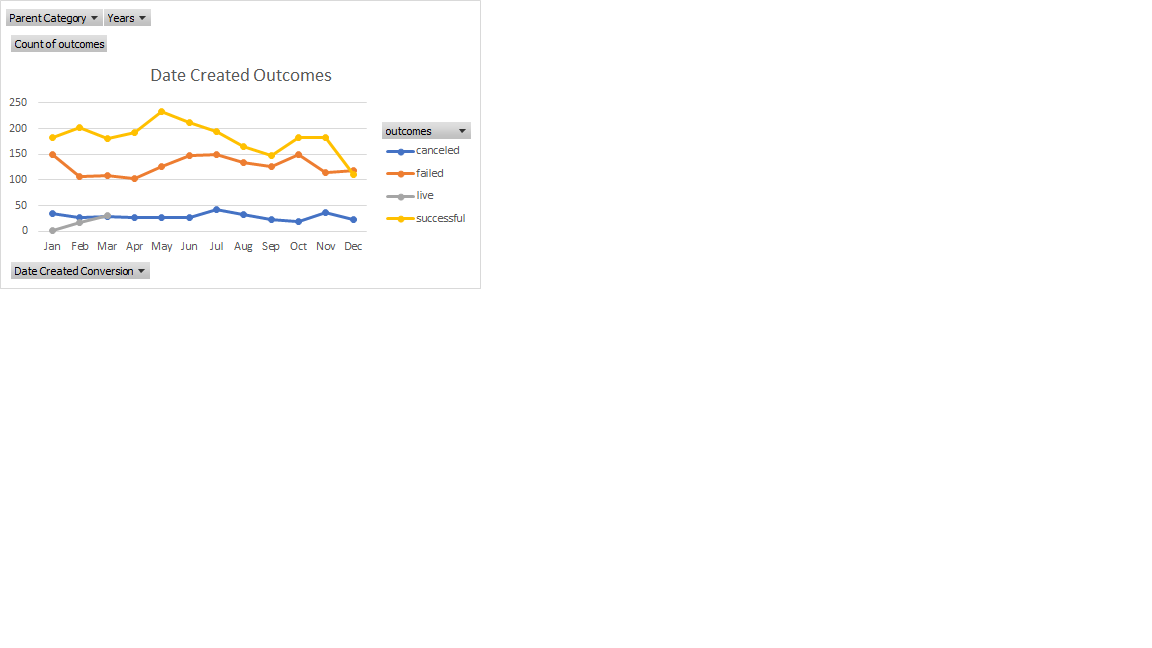 Parent Category Years
Count of outcomes
Date Created Outcomes
250
200
150
100
50
0
Jan Feb Mar Apr May Jun Jul Aug Sep Oct Nov Dec
outcomes
canceled
failed
live
successful
Date Created Conversion